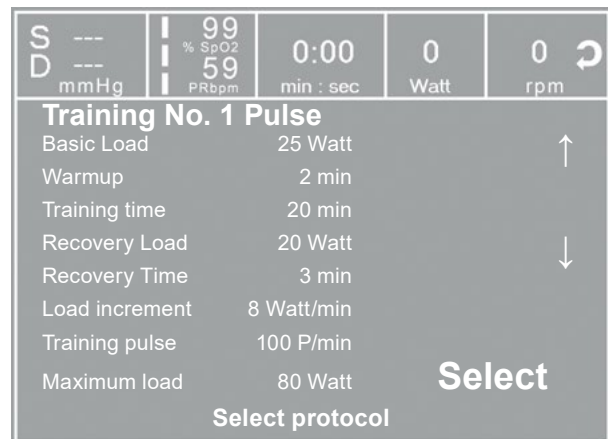 S --- 99 0:00 0 0
% SpO2
D --- 59
mmHg PRbpm min : sec Watt rpm
Training No. 1 Pulse
Basic Load 25 Watt
↑
Warmup 2 min
Training time 20 min
Recovery Load 20 Watt
↓
Recovery Time 3 min
Load increment 8 Watt/min
Training pulse 100 P/min
Maximum load 80 Watt Select
Select protocol